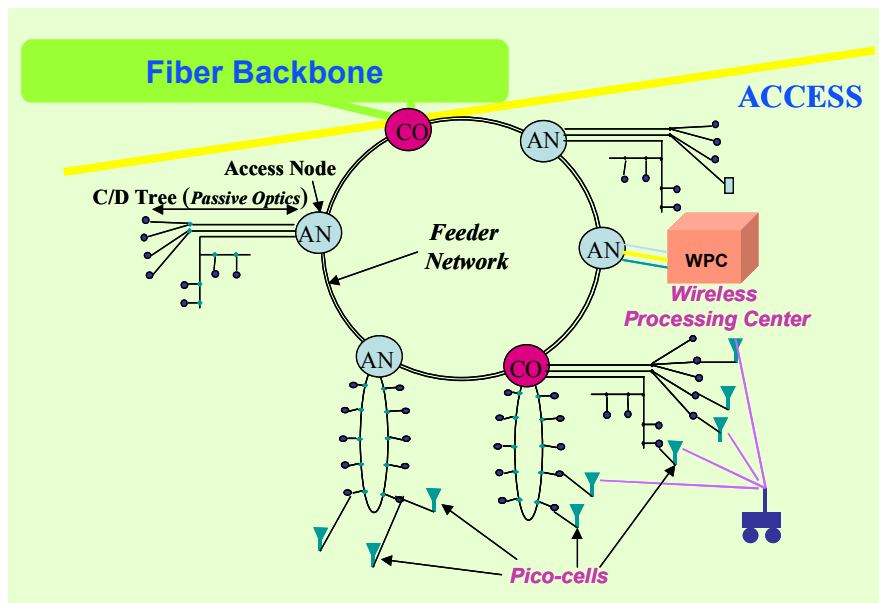 Fiber Backbone
ACCESS
CO
AN
Access Node
C/D Tree (Passive Optics)
AN
Feeder
Network
AN
WPC
Wireless
Processing Center
AN
CO
Pico-cells